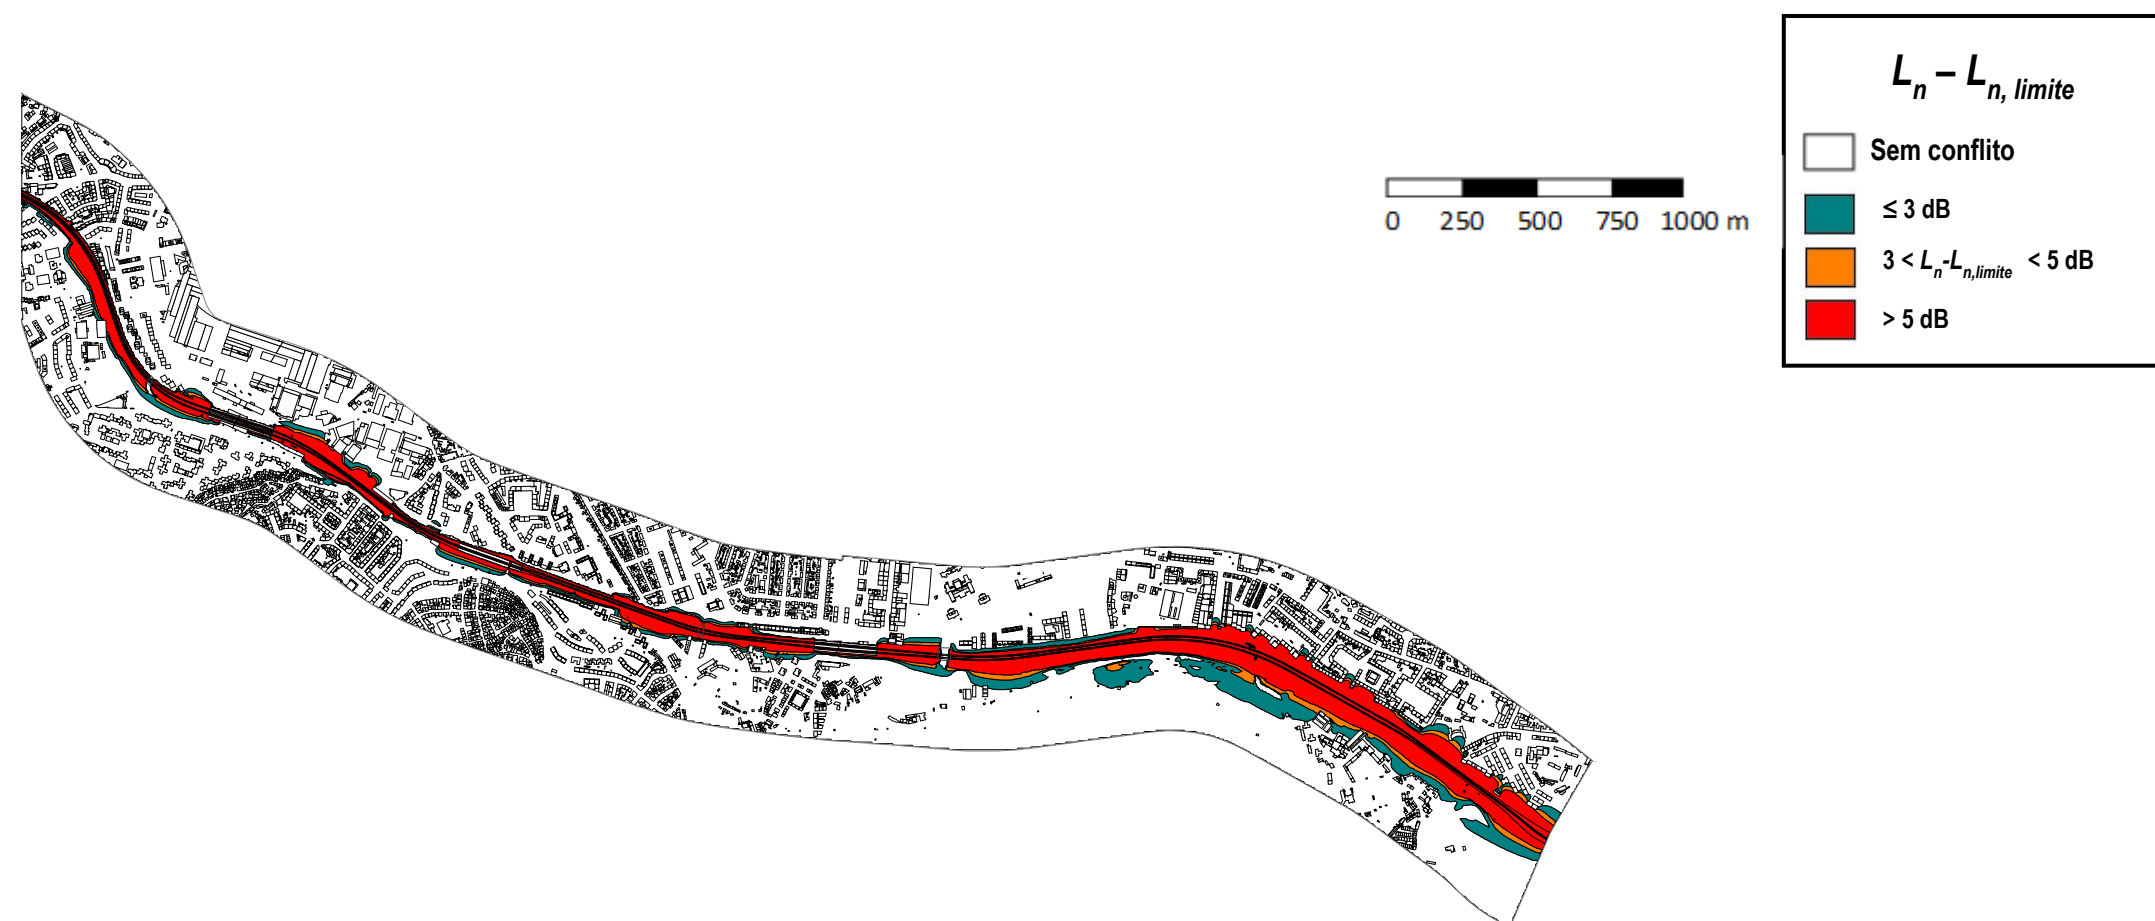 Lₙ – Lₙ, limite
Sem conflito
≤ 3 dB
3 < Lₙ-Lₙ,limite < 5 dB
> 5 dB
0 250 500 750 1000 m